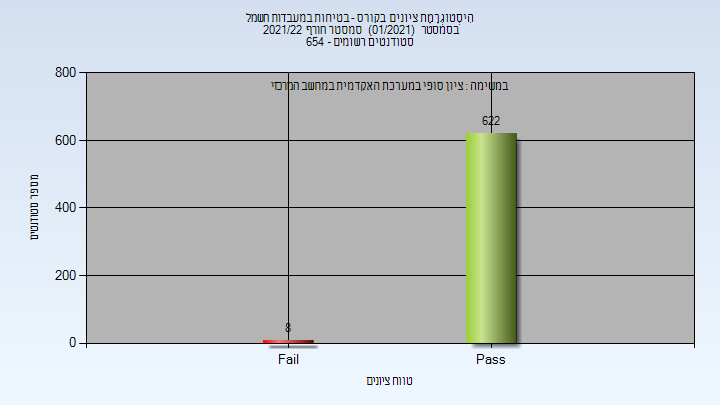 היסטוגרמת ציונים בקורס - בטיחות במעבדות חשמל
בסמסטר (01/2021) סמסטר חורף 2021/22
סטודנטים רשומים - 654
במשימה : ציון סופי במערכת האקדמית במחשב המרכזי
800
600
400
200
0
מספר סטודנטים
8
622
Fail
Pass
טווח ציונים